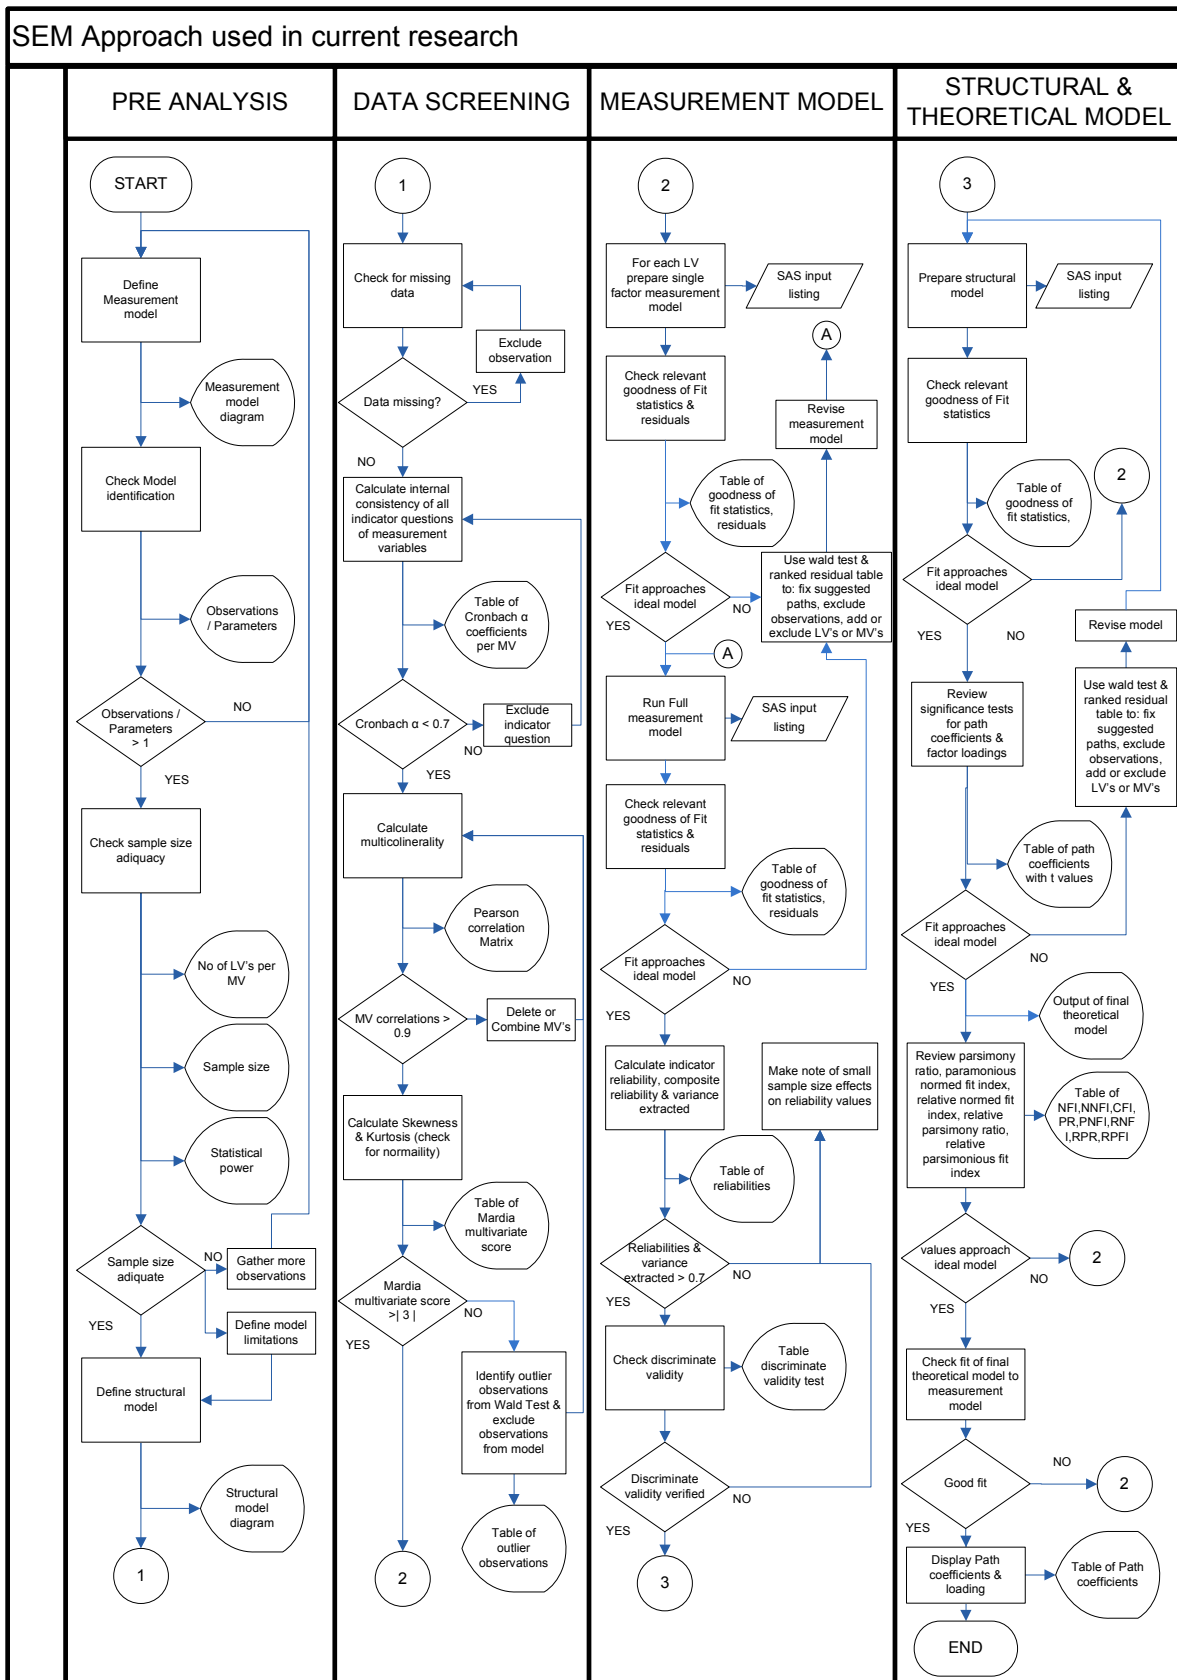 SEM Approach used in current research
PRE ANALYSIS
START
Define
Measurement
model
Measurement
model
diagram
Check Model
identification
Observations
/ Parameters
Observations /
Parameters
> 1
NO
YES
Check sample size
adiquacy
No of LV's per
MV
Sample size
Statistical
power
Sample size
adiquate
NO
Gather more
observations
YES
Define model
limitations
Define structural
model
Structural
model
diagram
1
DATA SCREENING
1
Check for missing
data
Exclude
observation
YES
Data missing?
NO
Calculate internal
consistency of all
indicator questions
of measurement
variables
Table of
Cronbach α
coefficients
per MV
Cronbach α < 0.7
Exclude
indicator
question
NO
YES
Calculate
multicolinerality
Pearson
correlation
Matrix
MV correlations >
0.9
Delete or
Combine MV's
Calculate Skewness
& Kurtosis (check
for normaility)
Table of
Mardia
multivariate
score
Mardia
multivariate score
>| 3 |
NO
YES
Identify outlier
observations
from Wald Test &
exclude
observations
from model
Table of
outlier
observations
2
MEASUREMENT MODEL
2
For each LV
prepare single
factor measurement
model
SAS input
listing
A
Check relevant
goodness of Fit
statistics &
residuals
Revise
measurement
model
Table of
goodness of
fit statistics,
residuals
Fit approaches
ideal model
NO
YES
Use wald test &
ranked residual table
to: fix suggested
paths, exclude
observations, add or
exclude LV's or MV's
A
Run Full
measurement
model
SAS input
listing
Check relevant
goodness of Fit
statistics &
residuals
Table of
goodness of
fit statistics,
residuals
Fit approaches
ideal model
NO
YES
Calculate indicator
reliability, composite
reliability & variance
extracted
Make note of small
sample size effects
on reliability values
Table of
reliabilities
Reliabilities &
variance
extracted > 0.7
NO
YES
Check discriminate
validity
Table
discriminate
validity test
Discriminate
validity verified
NO
YES
3
STRUCTURAL &
THEORETICAL MODEL
3
Prepare structural
model
SAS input
listing
Check relevant
goodness of Fit
statistics
2
Table of
goodness of
fit statistics,
Fit approaches
ideal model
YES
NO
Revise model
Review
significance tests
for path
coefficients &
factor loadings
Use wald test &
ranked residual
table to: fix
suggested
paths, exclude
observations,
add or exclude
LV's or MV's
Table of path
coefficients
with t values
Fit approaches
ideal model
NO
YES
Output of final
theoretical
model
Review parsimony
ratio, paramonious
normed fit index,
relative normed fit
index, relative
parsimony ratio,
relative
parsimonious fit
index
Table of
NFI,NNFI,CFI,
PR,PNFI,RNF
I,RPR,RPFI
values approach
ideal model
2
NO
YES
Check fit of final
theoretical model to
measurement
model
Good fit
NO
2
YES
Display Path
coefficients &
loading
Table of Path
coefficients
END